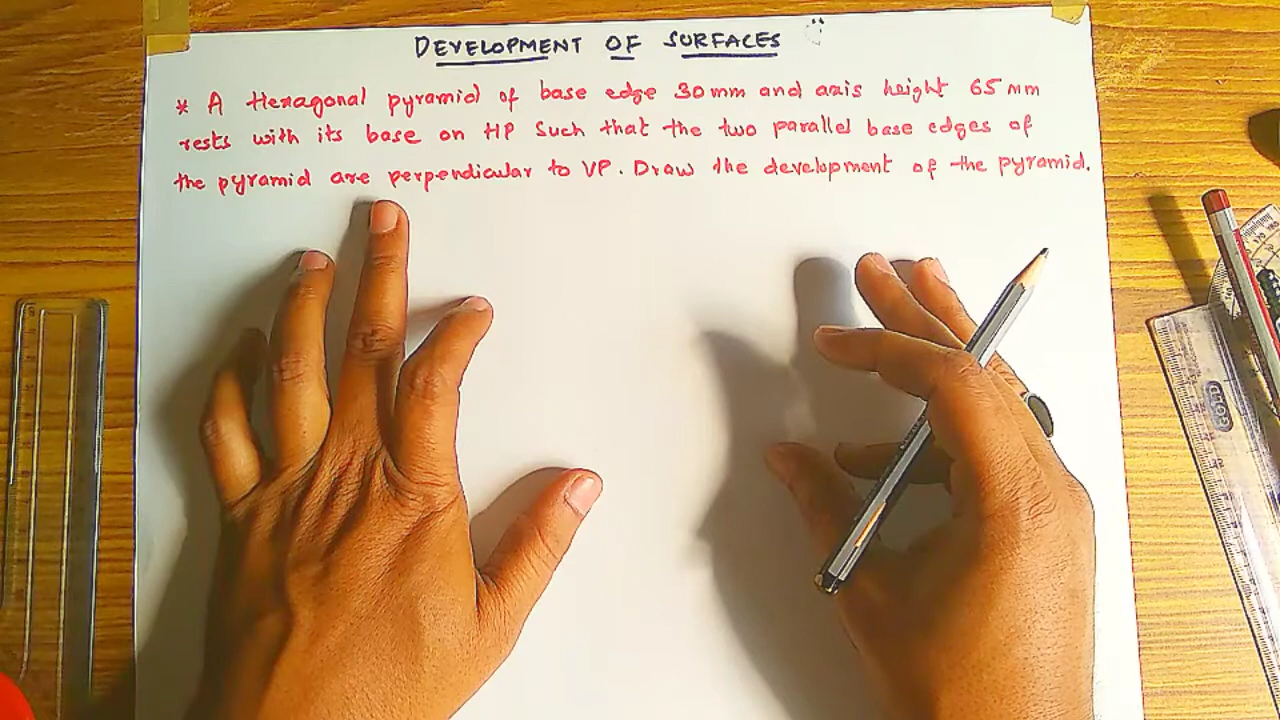 DEVELOPMENT OF SURFACES
* A Hexagonal pyramid of base edge 30mm and axis height 65 mm
rests with its base on HP Such that the two parallel base edges of
the pyramid are perpendicular to VP. Draw the development of the pyramid.